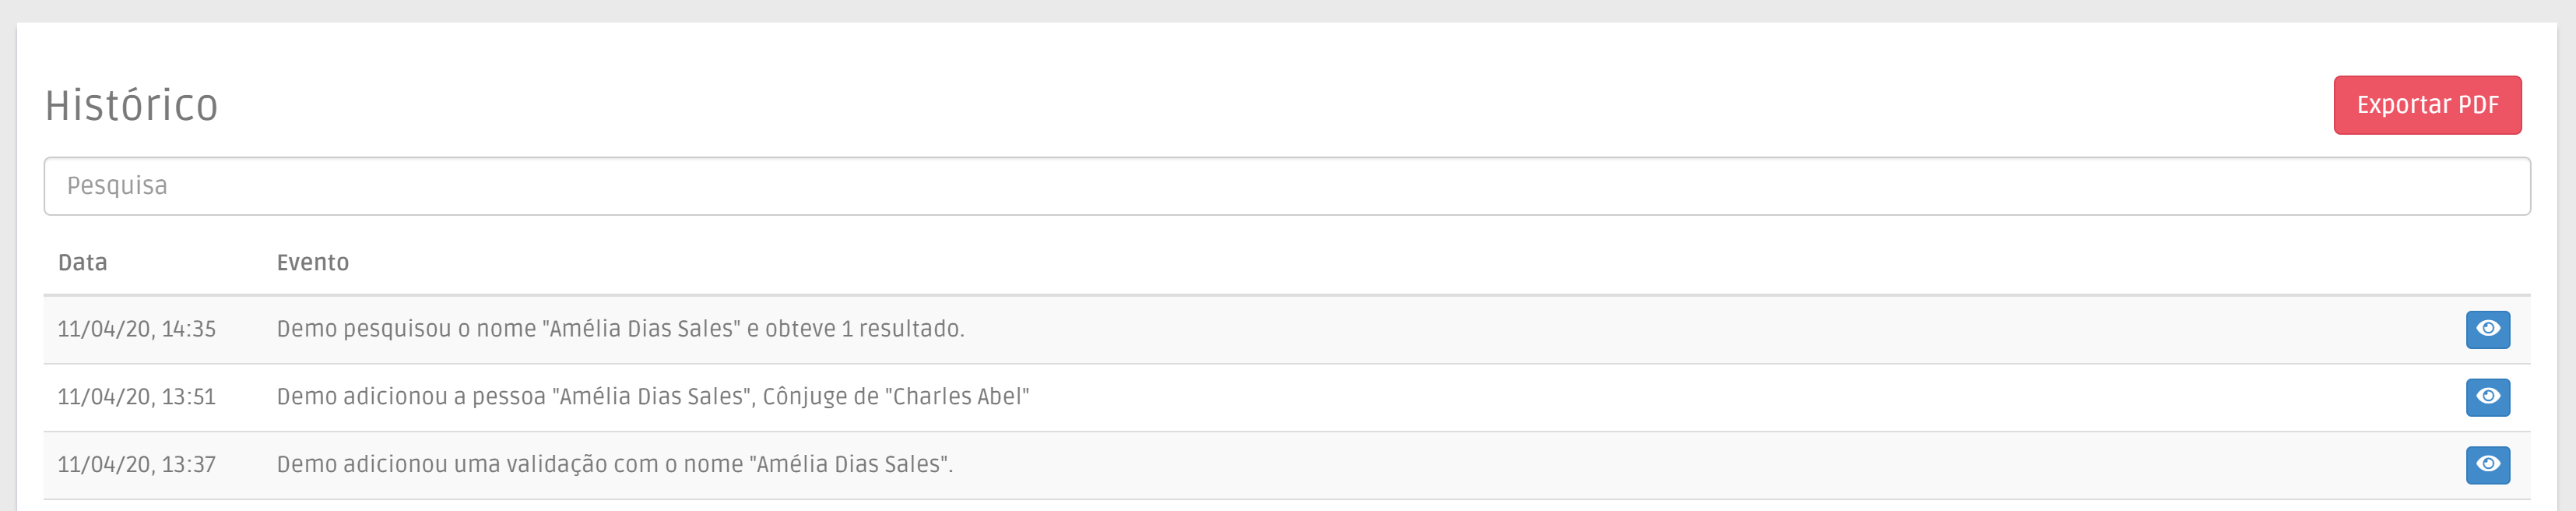 Histórico
Exportar PDF
Pesquisa
Data Evento
11/04/20, 14:35 Demo pesquisou o nome "Amélia Dias Sales" e obteve 1 resultado.
11/04/20, 13:51 Demo adicionou a pessoa "Amélia Dias Sales", Cônjuge de "Charles Abel"
11/04/20, 13:37 Demo adicionou uma validação com o nome "Amélia Dias Sales".